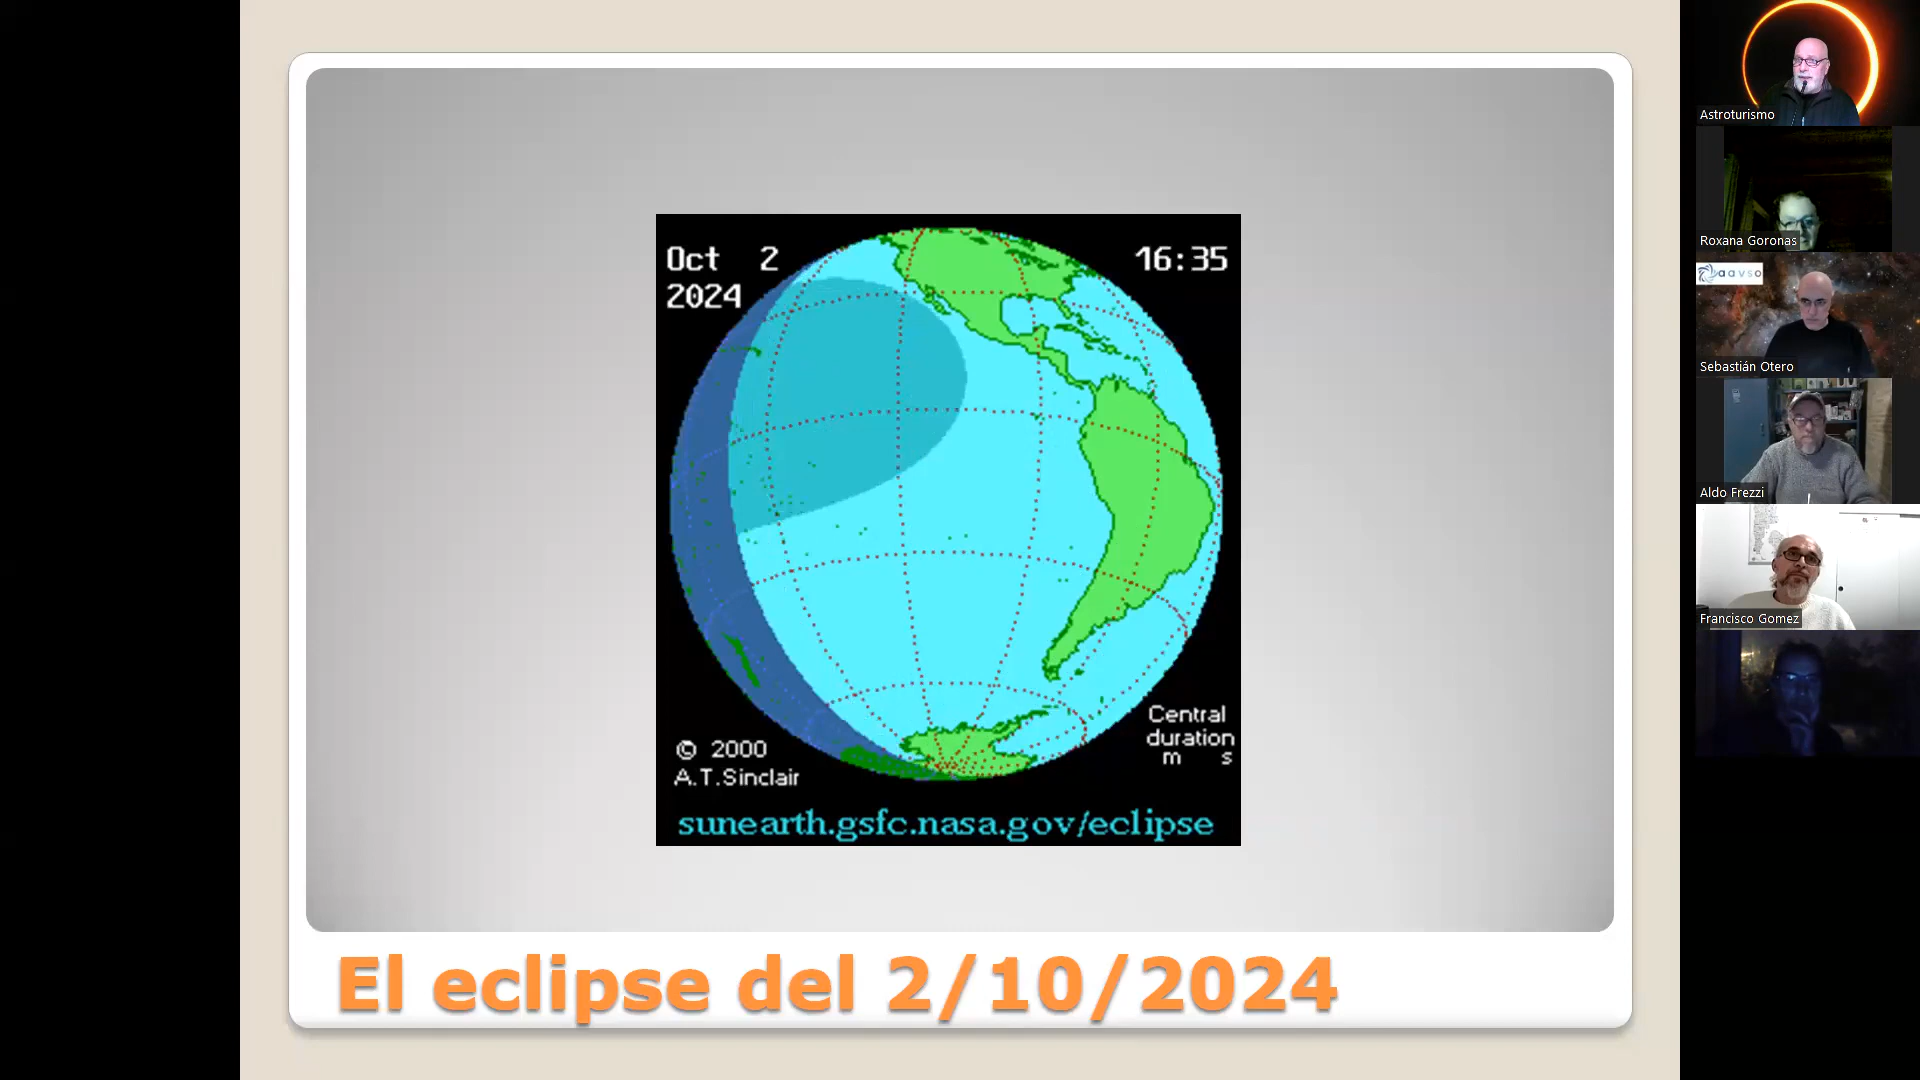 Oct 2
2024
16:35
© 2000
A.T.Sinclair
Central
duration
m s
sunearth.gsfc.nasa.gov/eclipse
El eclipse del 2/10/2024
Astroturismo
Roxana Goronas
aavso
Sebastián Otero
Aldo Frezzi
Francisco Gomez